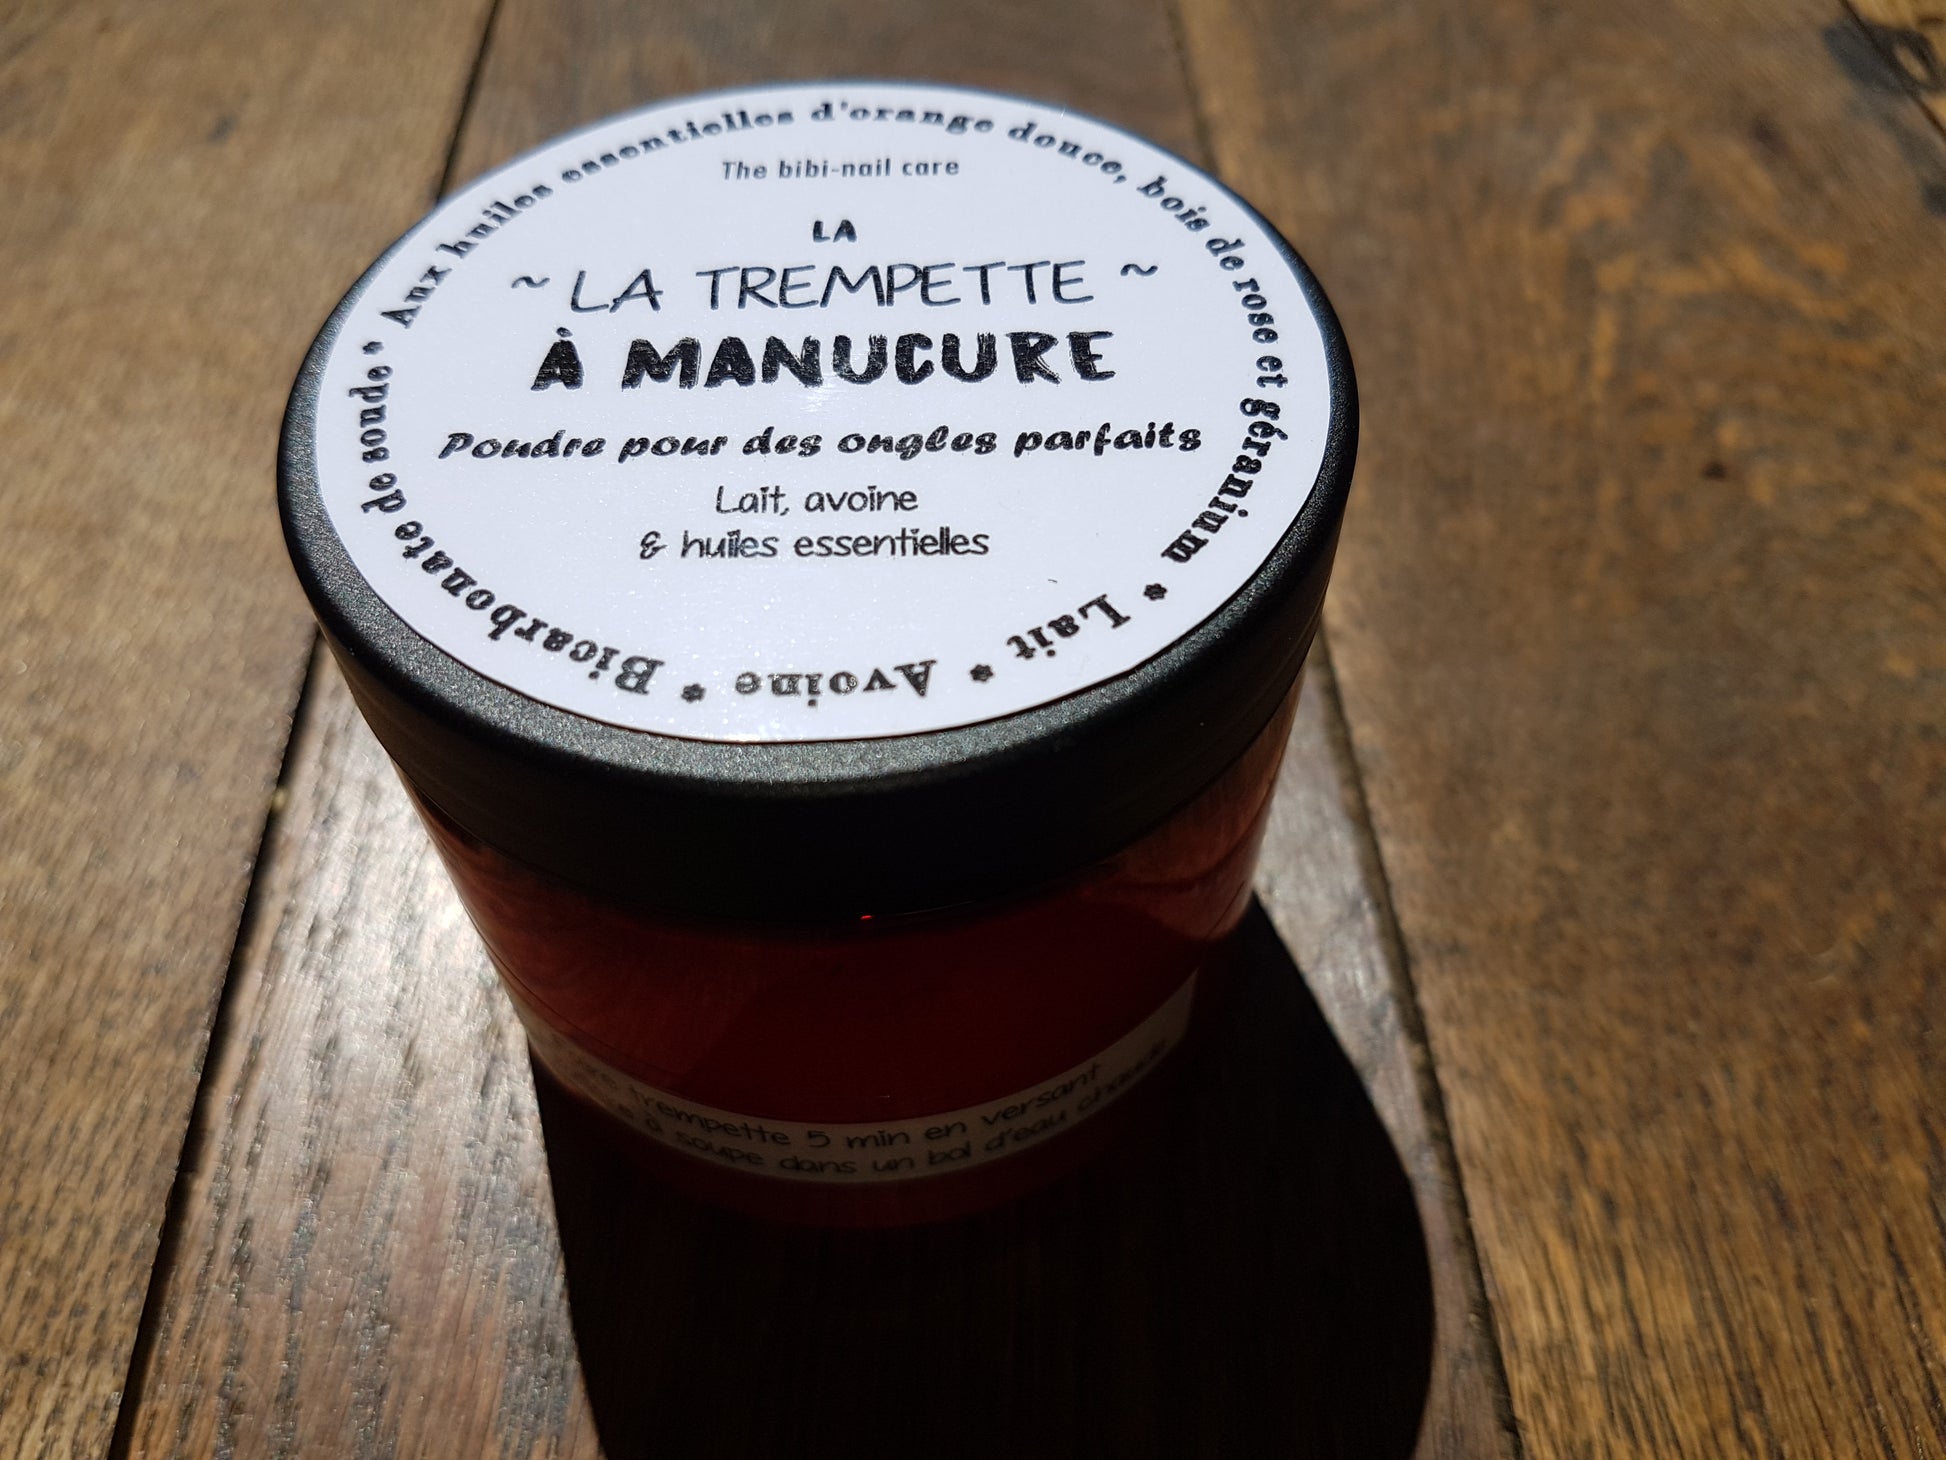 Aux huiles essentielles d'orange douce, bois de rose et géranium * Lait * Avoine * Bicarbonate de soude *
The bibi-nail care
LA
~ LA TREMPETTE ~
À MANUCURE
Poudre pour des ongles parfaits
Lait, avoine
& huiles essentielles
trempette 5 min en versant
à soupe dans un bol d'eau chaude